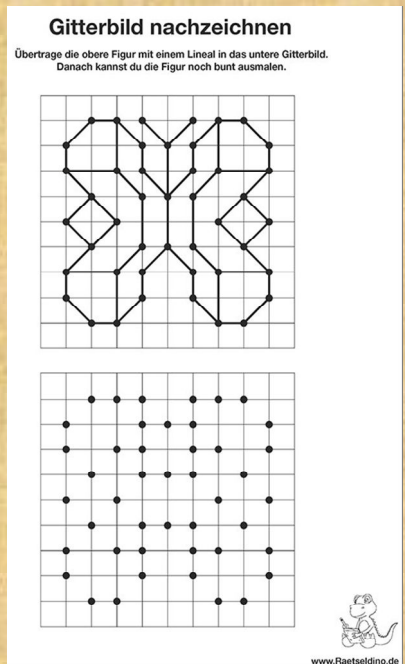 Gitterbild nachzeichnen
Übertrage die obere Figur mit einem Lineal in das untere Gitterbild.
Danach kannst du die Figur noch bunt ausmalen.
www.Raetseldino.de